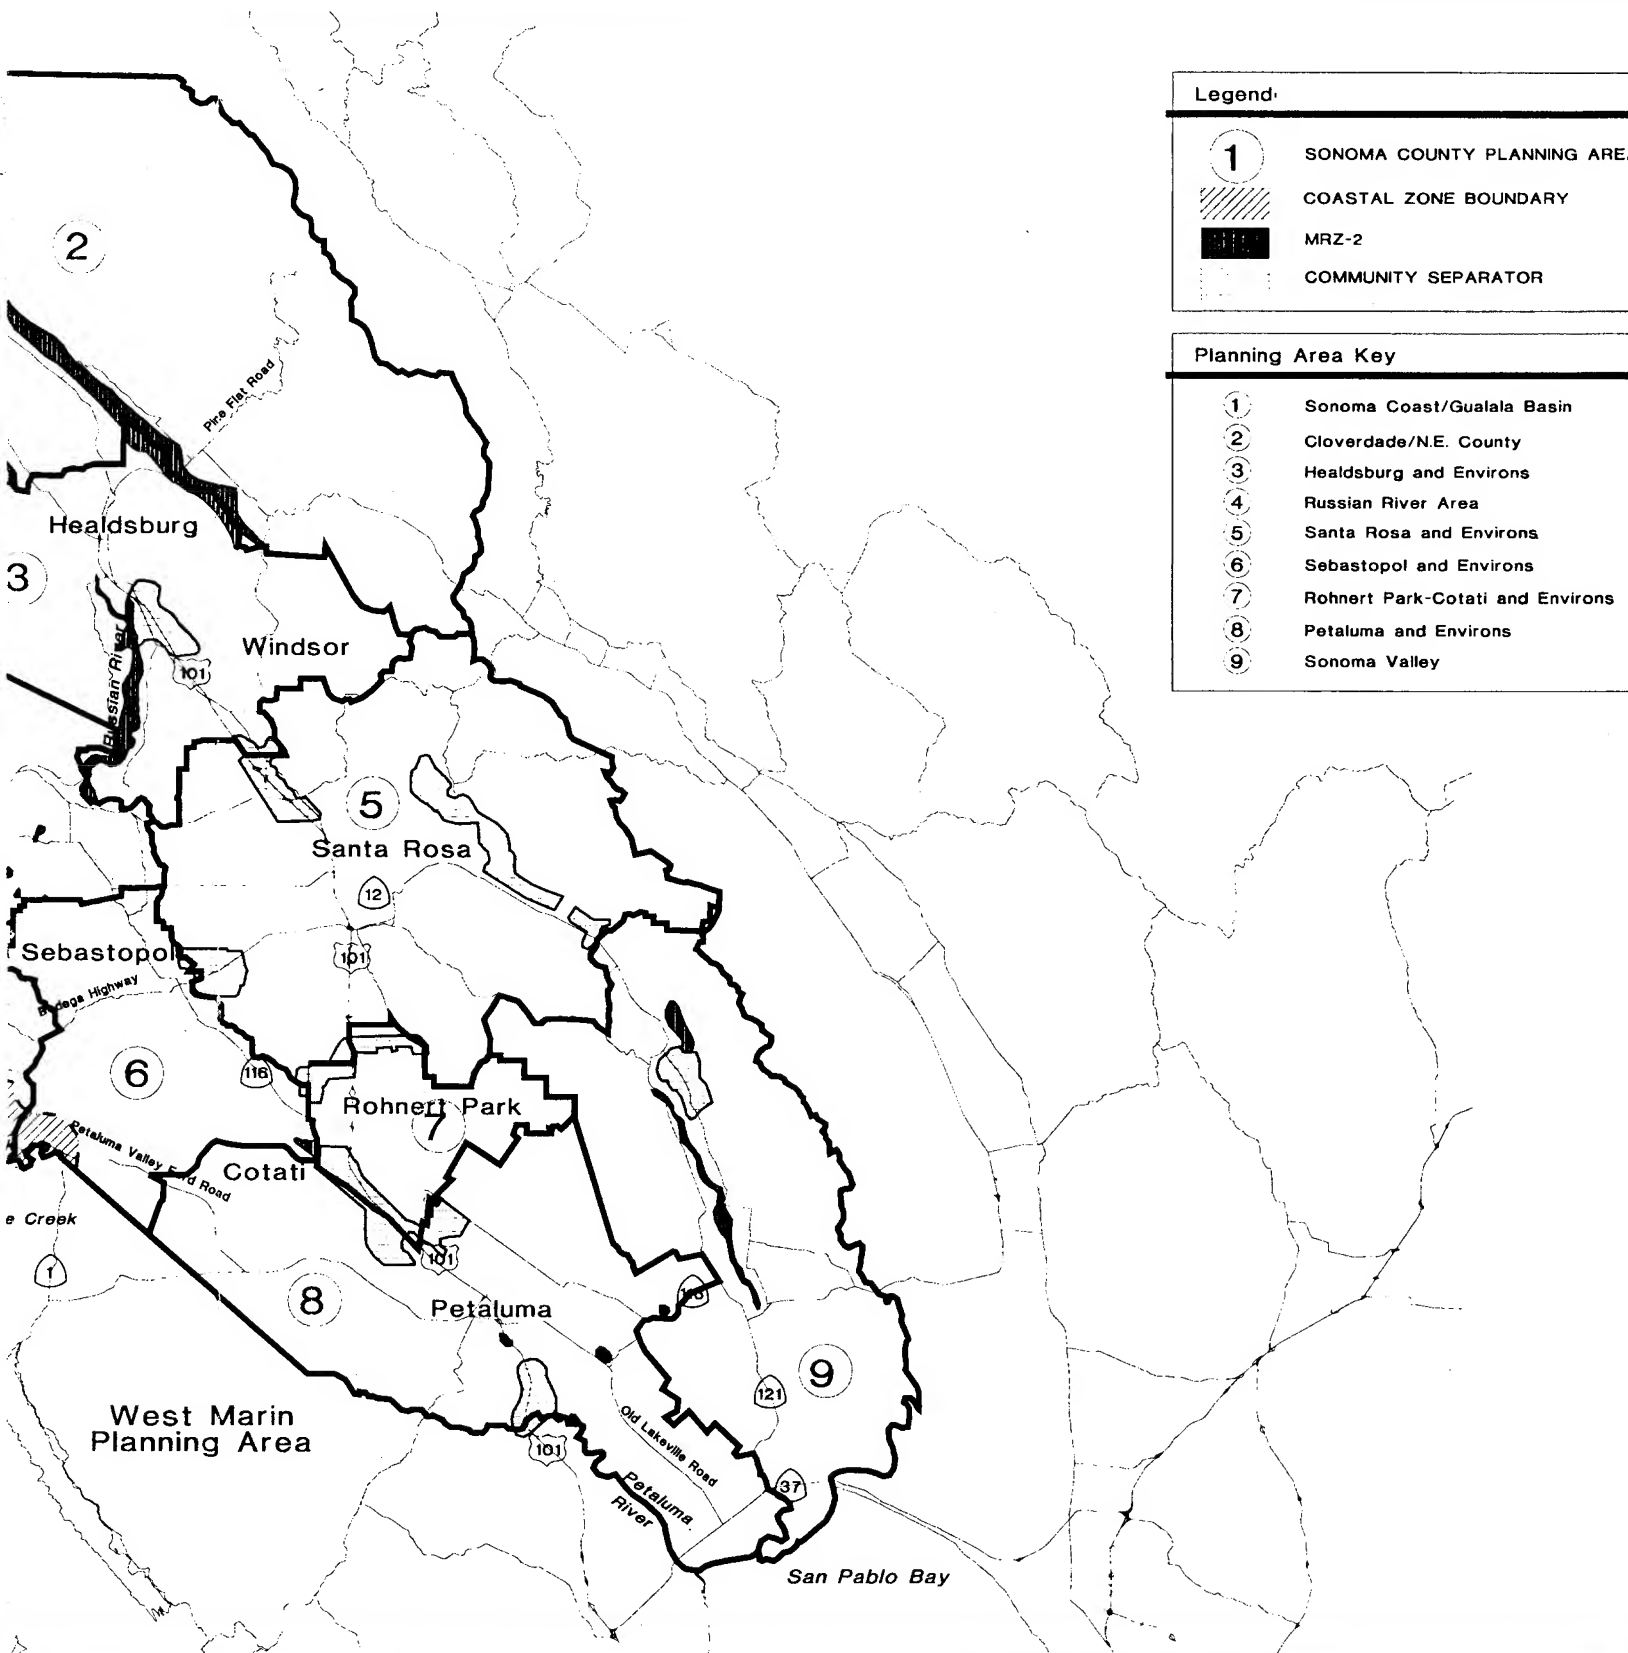 Legend
1 SONOMA COUNTY PLANNING ARE
COASTAL ZONE BOUNDARY
MRZ-2
COMMUNITY SEPARATOR
Planning Area Key
1 Sonoma Coast/Gualala Basin
2 Cloverdade/N.E. County
3 Healdsburg and Environs
4 Russian River Area
5 Santa Rosa and Environs
6 Sebastopol and Environs
7 Rohnert Park-Cotati and Environs
8 Petaluma and Environs
9 Sonoma Valley
2
Pine Flat Road
Healdsburg
3
Windsor
Russian River
101
5
Santa Rosa
12
Sebastopol
101
Bodega Highway
6
116
Rohnert Park
7
Petaluma Valley Ford Road
Cotati
e Creek
1
101
8
116
Petaluma
9
121
West Marin
Planning Area
Old Lakeville Road
101
37
Petaluma
River
San Pablo Bay